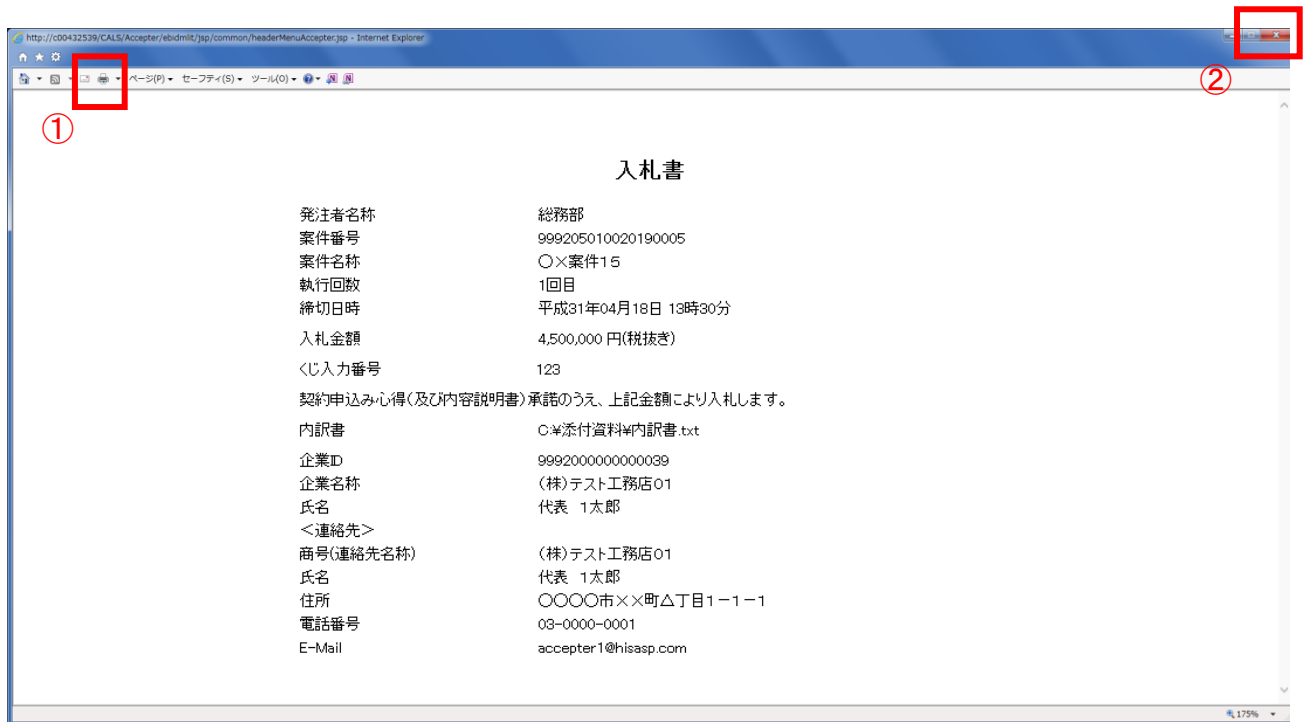 http://c00432539/CALS/Accepter/ebidmlit/jsp/common/headerMenuAccepter.jsp - Internet Explorer
ページ(P) セーフティ(S) ツール(O)
②
①
入札書
発注者名称 総務部
案件番号 999205010020190005
案件名称 〇×案件15
執行回数 1回目
締切日時 平成31年04月18日 13時30分
入札金額 4,500,000 円(税抜き)
くじ入力番号 123
契約申込み心得(及び内容説明書)承諾のうえ、上記金額により入札します。
内訳書 C:¥添付資料¥内訳書.txt
企業ID 9992000000000039
企業名称 (株)テスト工務店01
氏名 代表 1太郎
<連絡先>
商号(連絡先名称) (株)テスト工務店01
氏名 代表 1太郎
住所 〇〇〇〇市××町△丁目1-1-1
電話番号 03-0000-0001
E-Mail accepter1@hisasp.com
175%